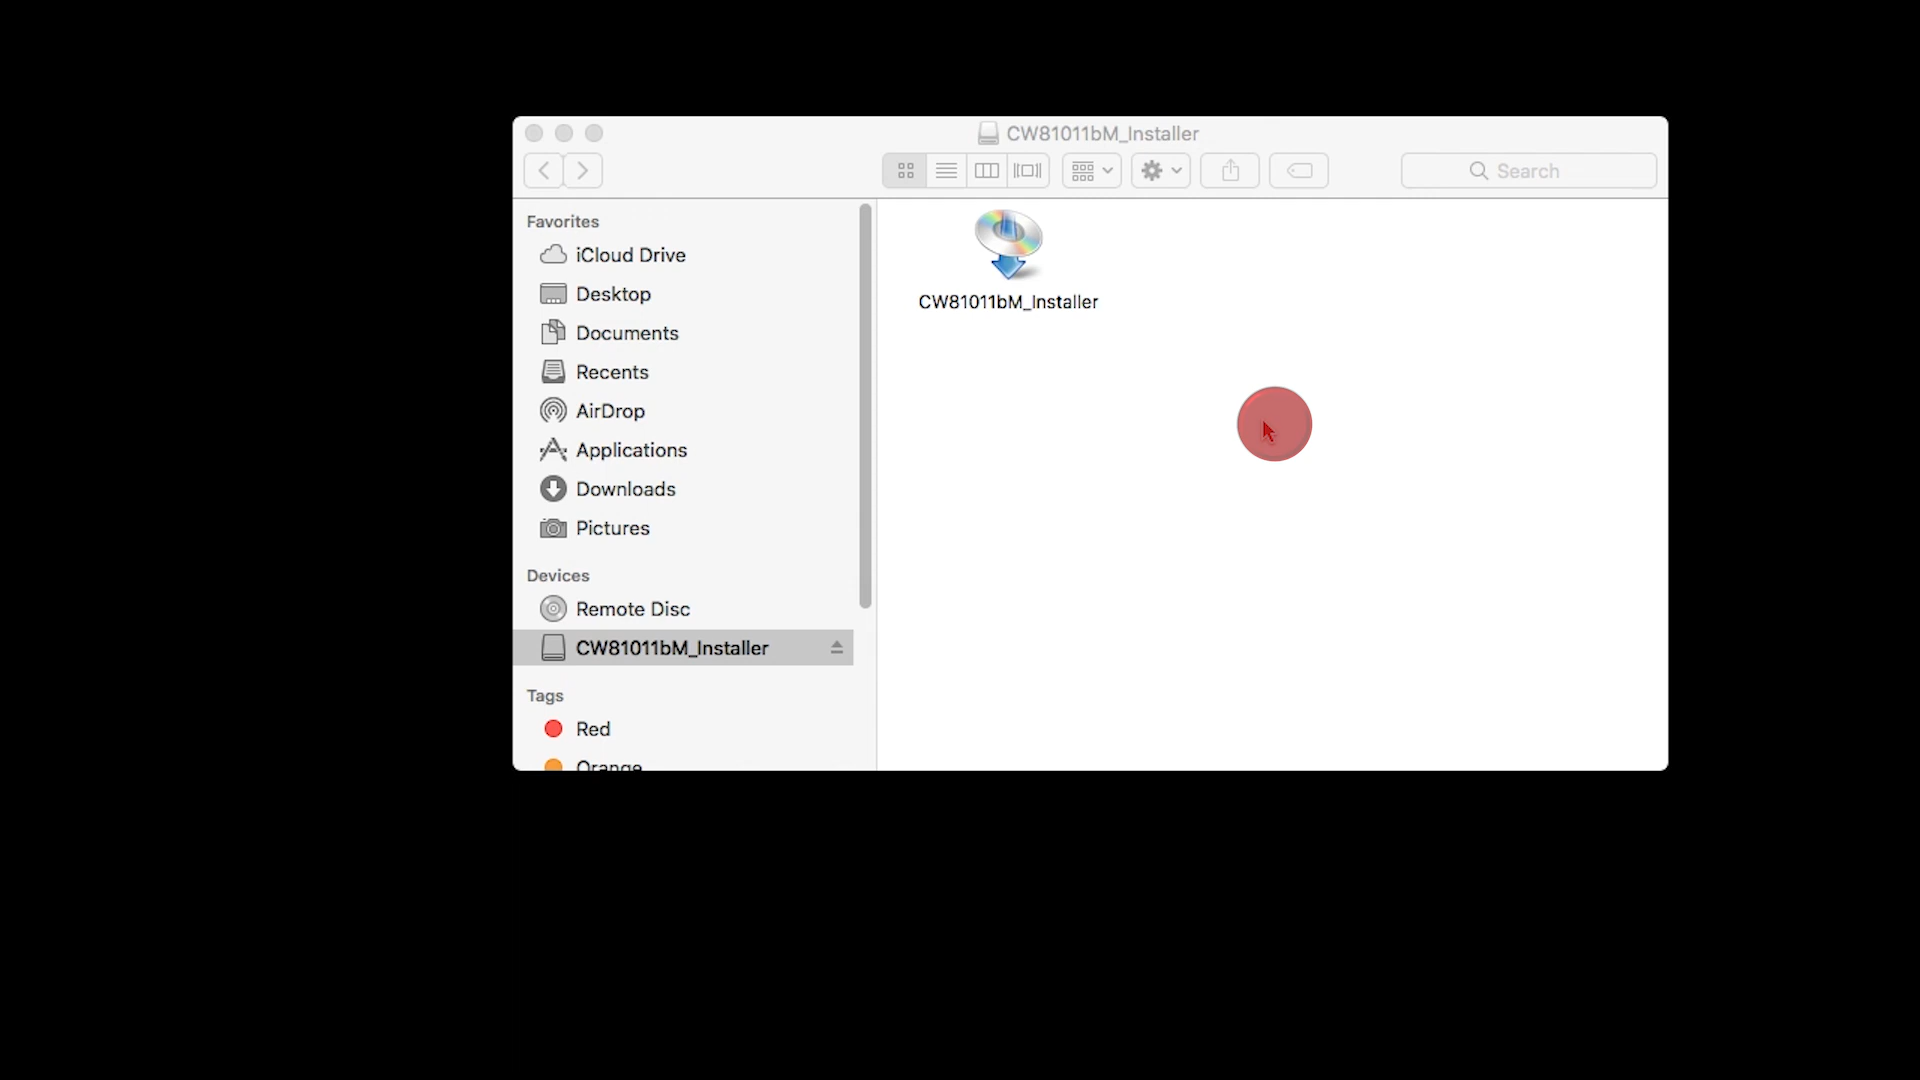 CW81011bM_Installer
Search
Favorites
iCloud Drive
Desktop
Documents
Recents
AirDrop
Applications
Downloads
Pictures
Devices
Remote Disc
CW81011bM_Installer
Tags
Red
Orange
CW81011bM_Installer